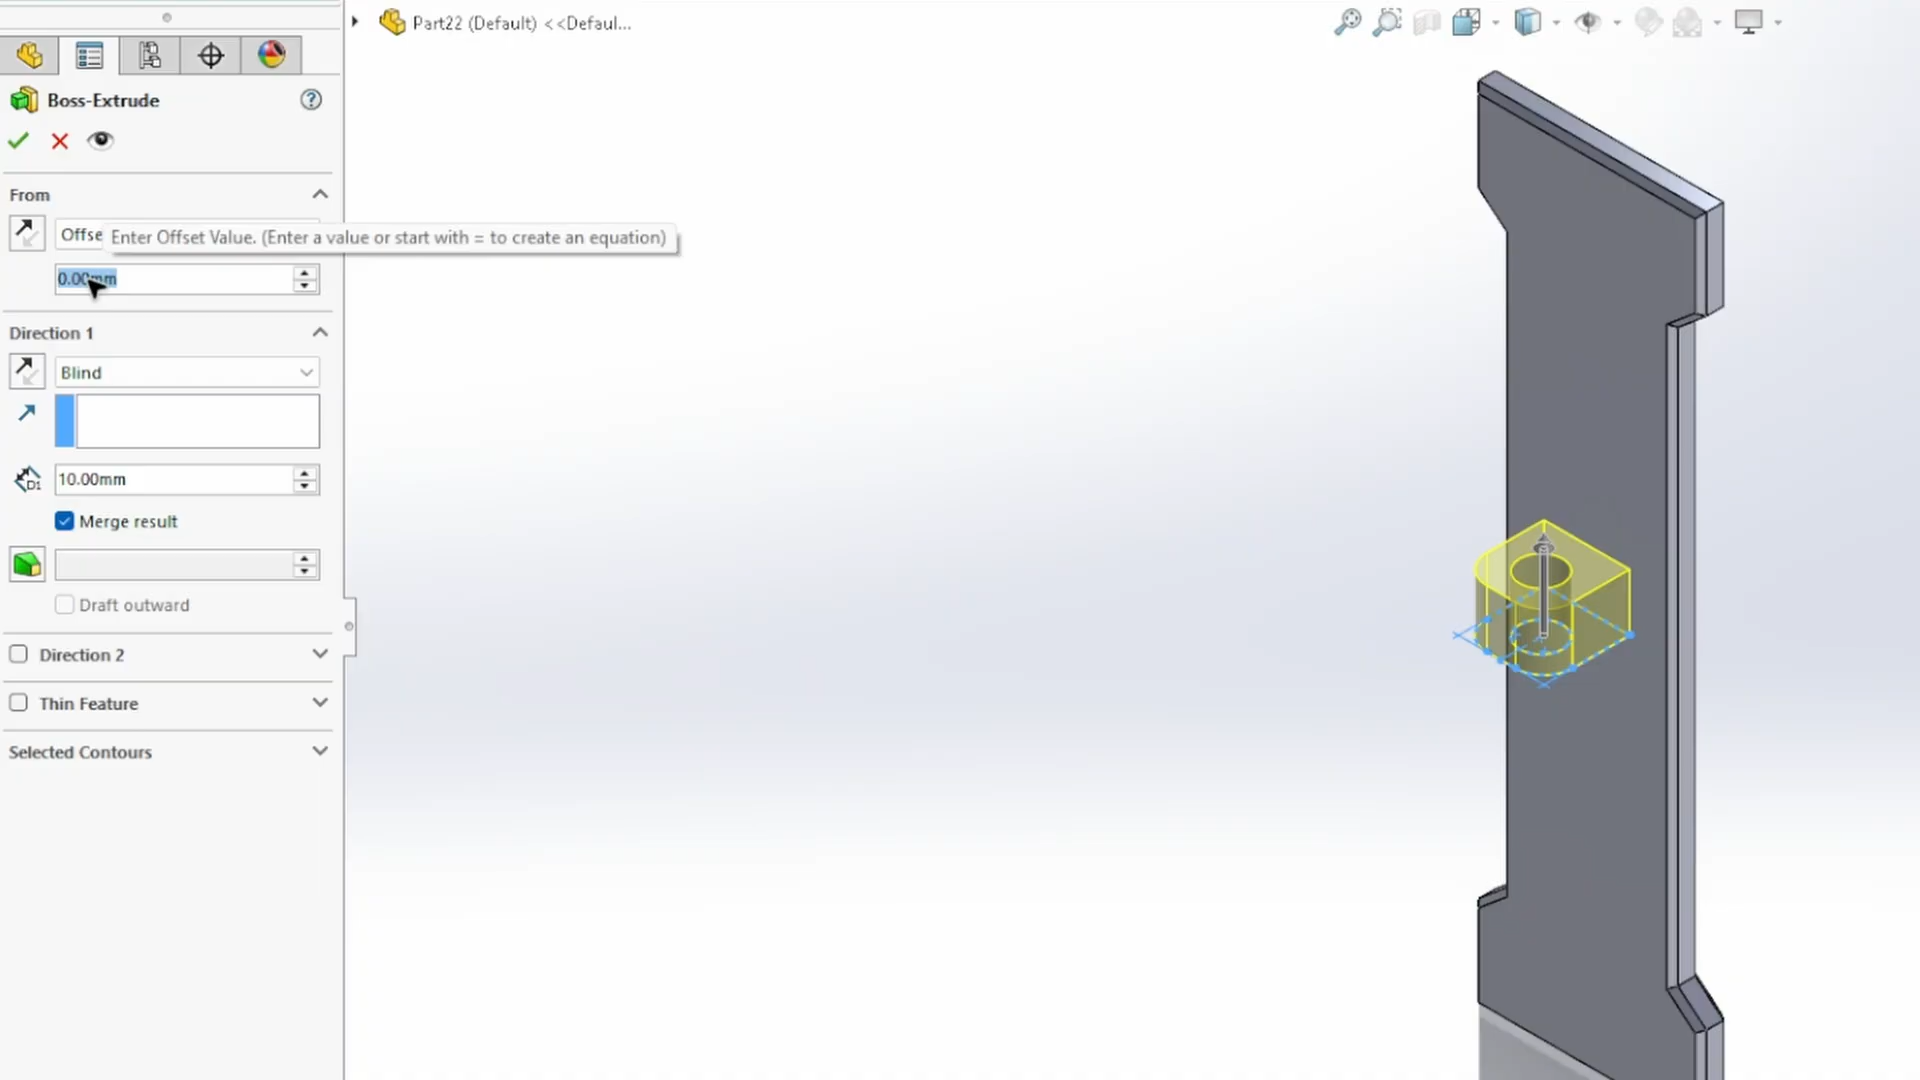 Part22 (Default) <<Defaul...
Boss-Extrude
From
Offse
Enter Offset Value. (Enter a value or start with = to create an equation)
0.00mm
Direction 1
Blind
D1
10.00mm
Merge result
Draft outward
Direction 2
Thin Feature
Selected Contours